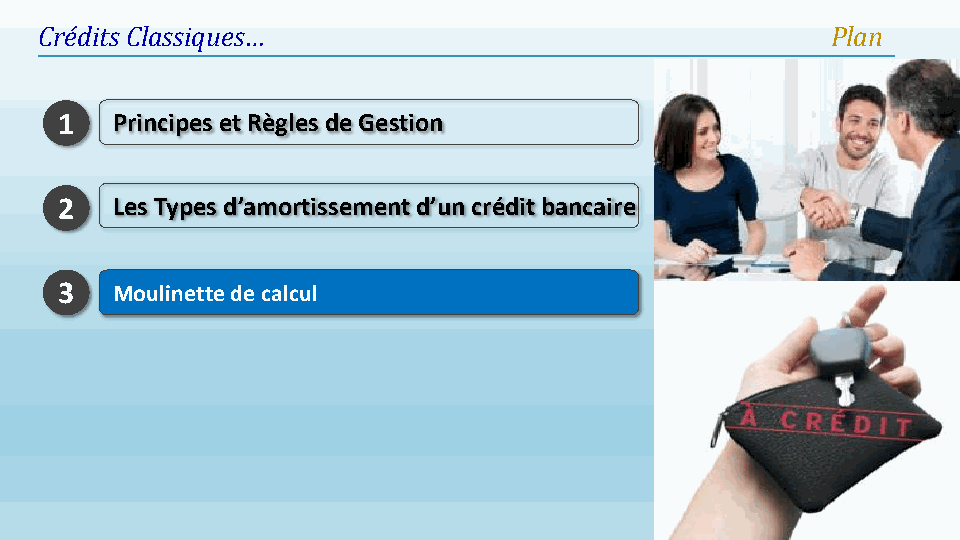 Crédits Classiques…
Plan
1 Principes et Règles de Gestion
2 Les Types d’amortissement d’un crédit bancaire
3 Moulinette de calcul
À CRÉDIT